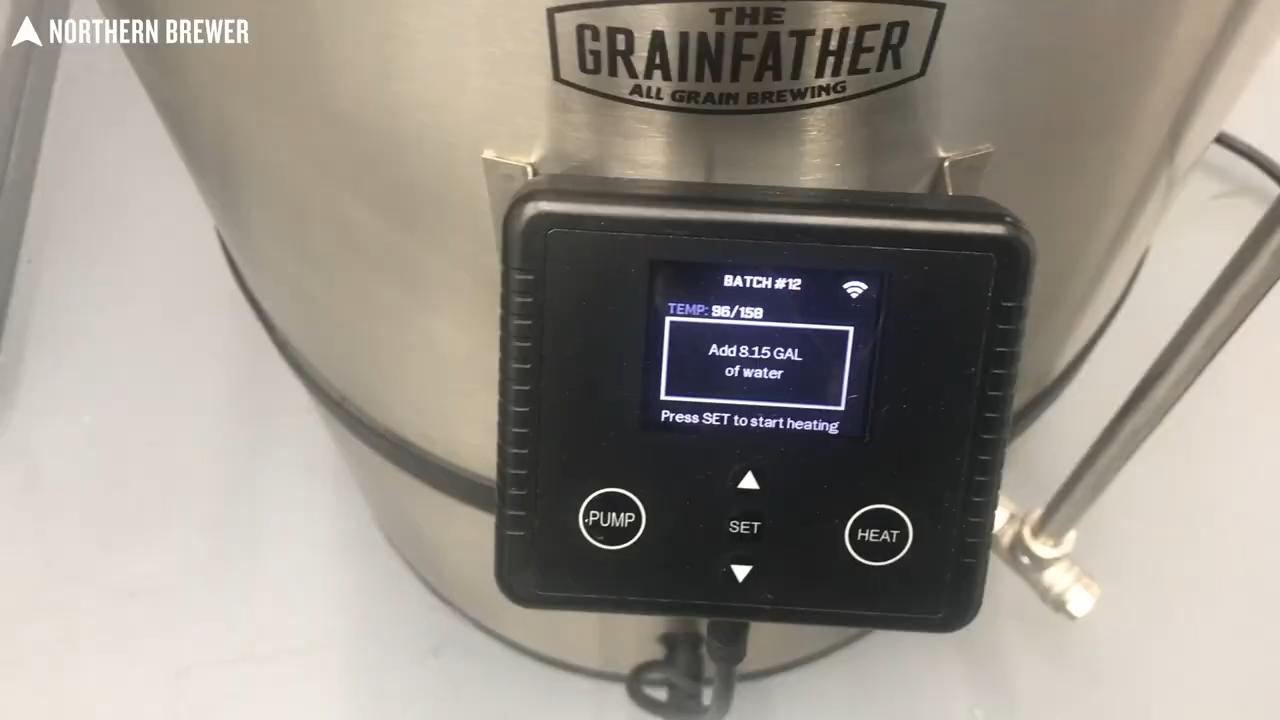 NORTHERN BREWER
THE
GRAINFATHER
ALL GRAIN BREWING
BATCH #12
TEMP: 96/158
Add 8.15 GAL
of water
Press SET to start heating
PUMP
SET
HEAT